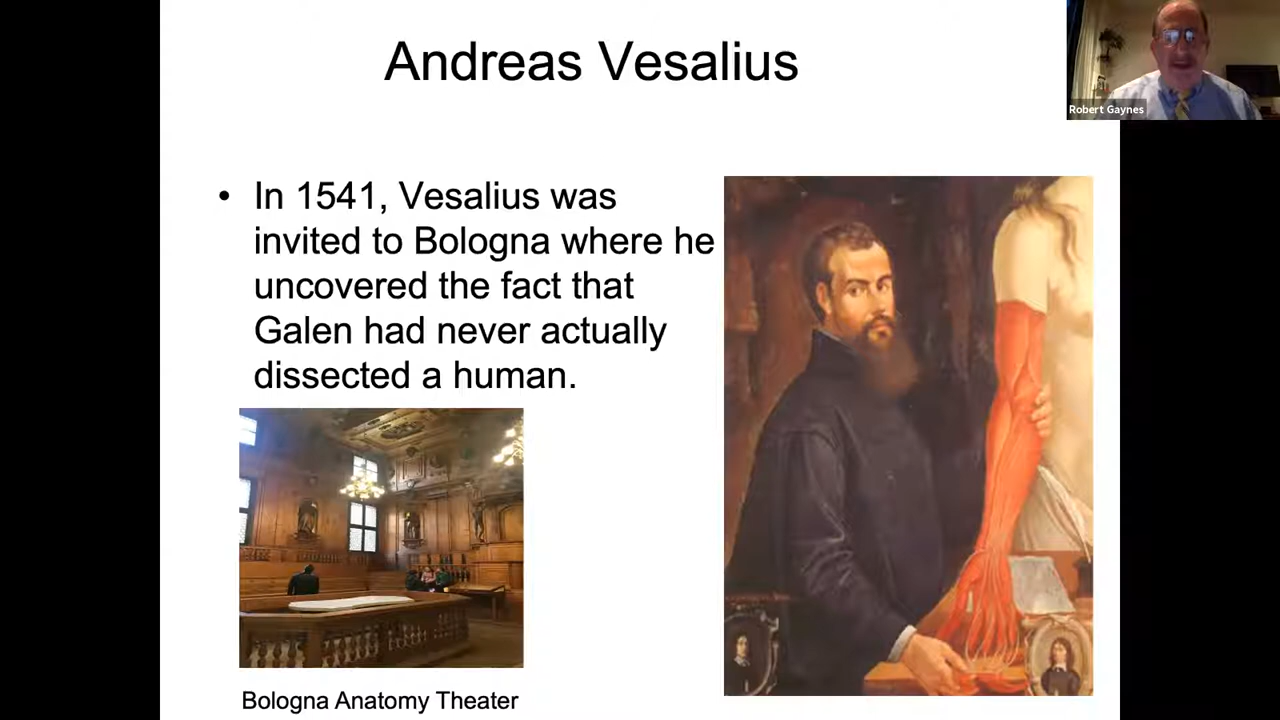 Andreas Vesalius
Robert Gaynes
• In 1541, Vesalius was
invited to Bologna where he
uncovered the fact that
Galen had never actually
dissected a human.
Bologna Anatomy Theater